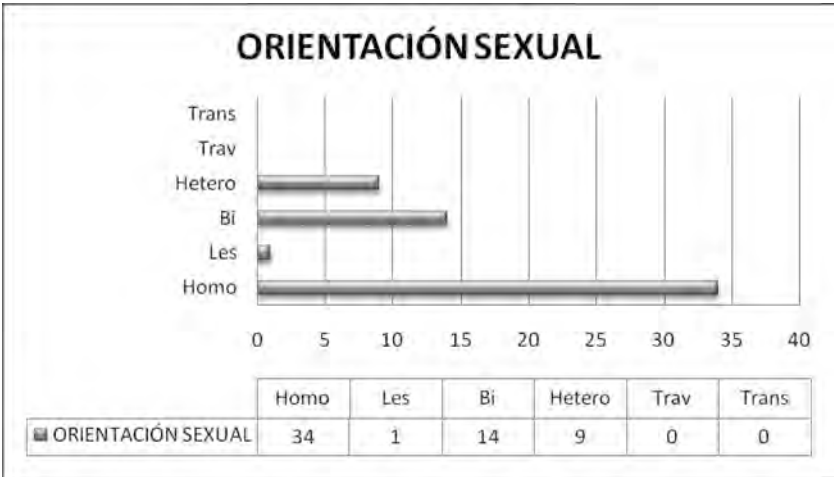 ORIENTACIÓN SEXUAL
Trans
Trav
Hetero
Bi
Les
Homo
0 5 10 15 20 25 30 35 40
Homo Les Bi Hetero Trav Trans
ORIENTACIÓN SEXUAL 34 1 14 9 0 0